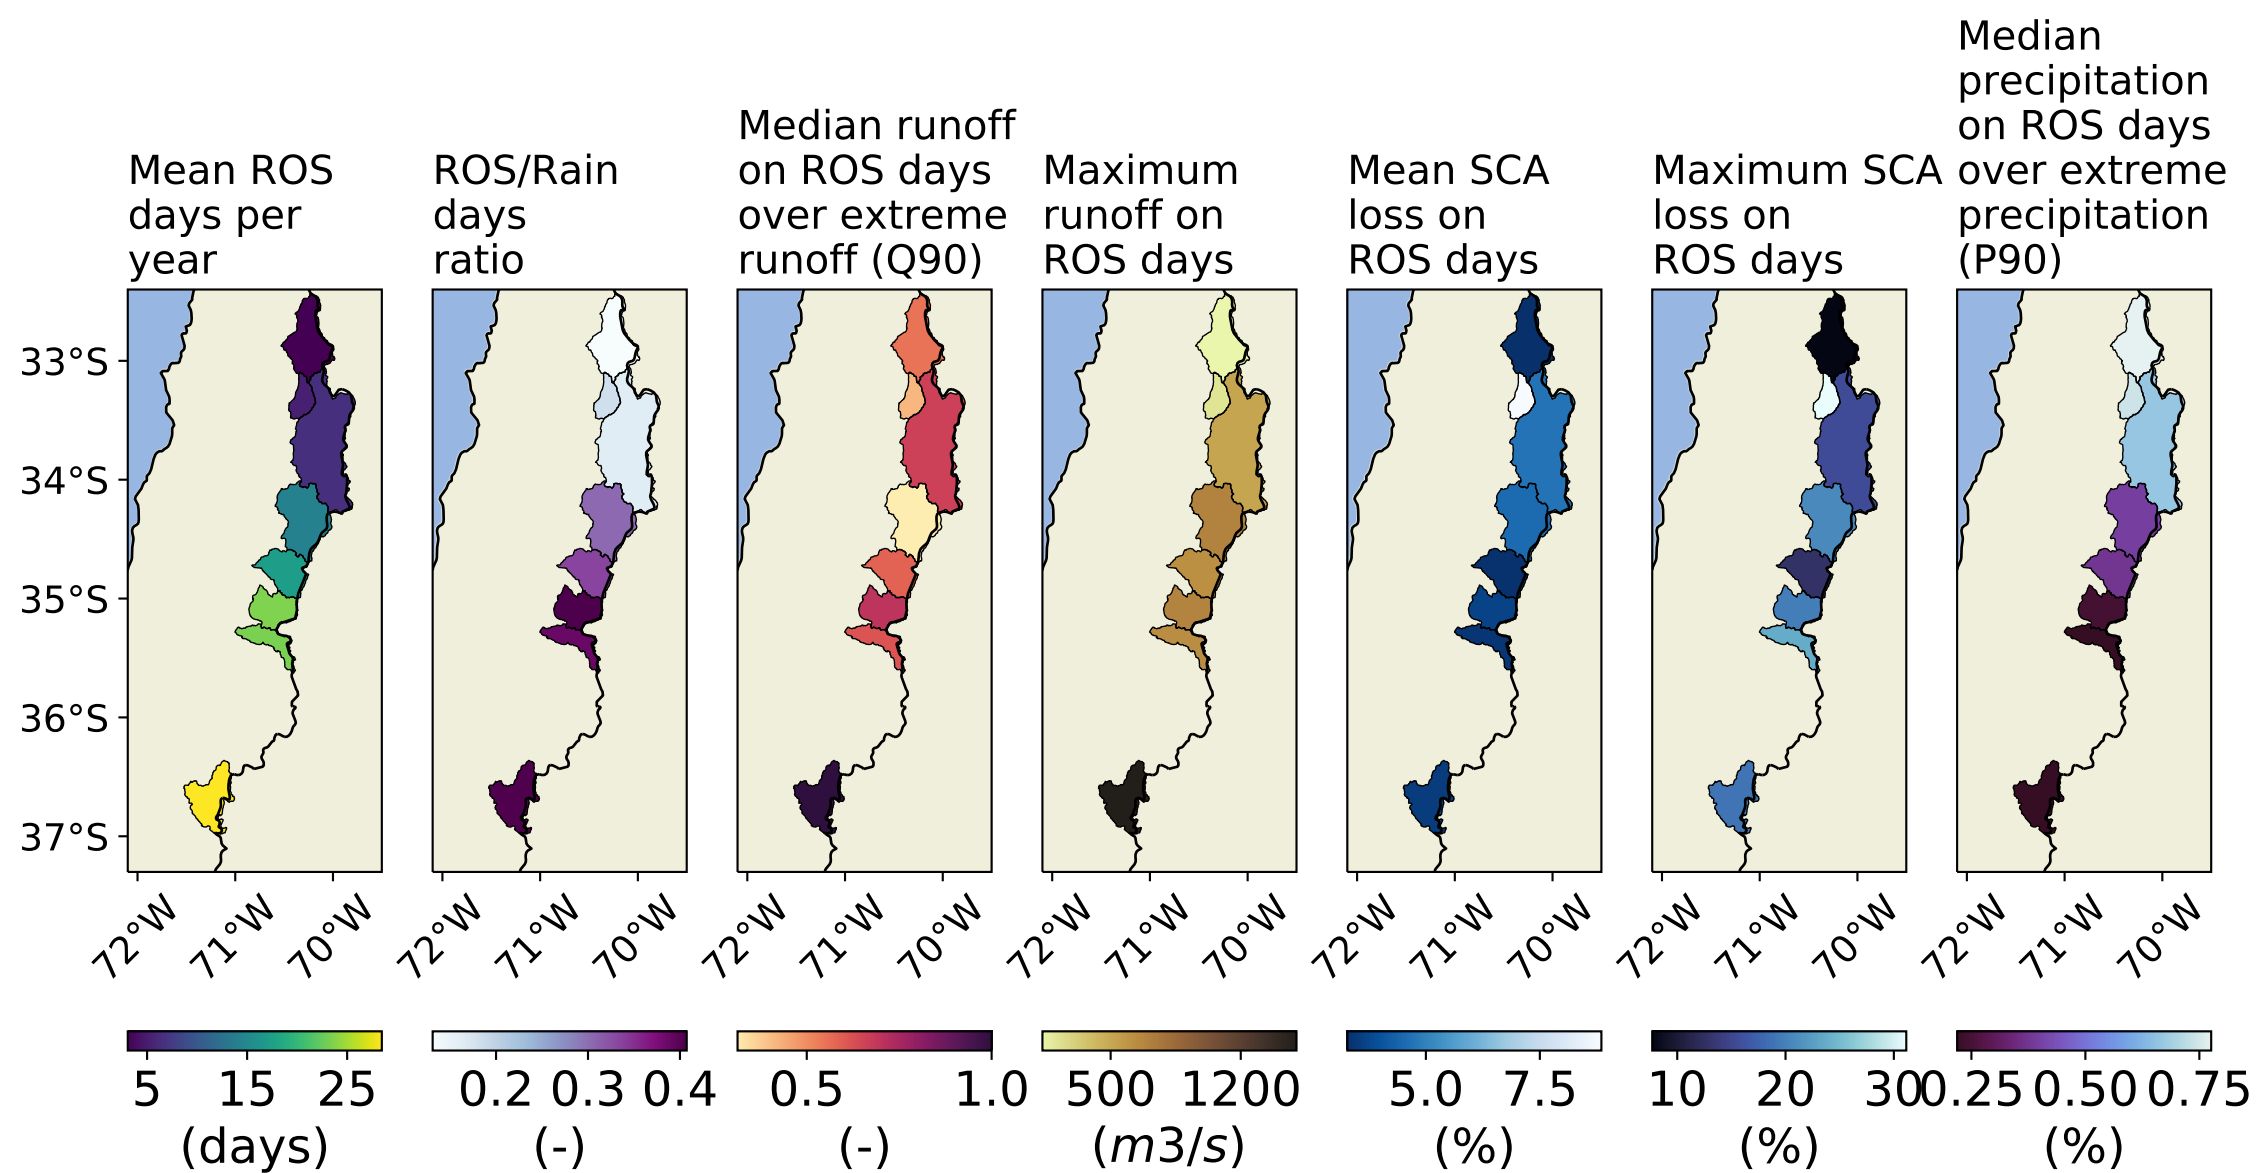 Mean ROS
days per
year
ROS/Rain
days
ratio
Median runoff
on ROS days
over extreme
runoff (Q90)
Maximum
runoff on
ROS days
Mean SCA
loss on
ROS days
Maximum SCA
loss on
ROS days
Median
precipitation
on ROS days
over extreme
precipitation
(P90)
33°S
34°S
35°S
36°S
37°S
72°W 71°W 70°W
72°W 71°W 70°W
72°W 71°W 70°W
72°W 71°W 70°W
72°W 71°W 70°W
72°W 71°W 70°W
72°W 71°W 70°W
5 15 25
(days)
0.2 0.3 0.4
(-)
0.5 1.0
(-)
500 1200
(m3/s)
5.0 7.5
(%)
10 20 30
(%)
0.25 0.50 0.75
(%)